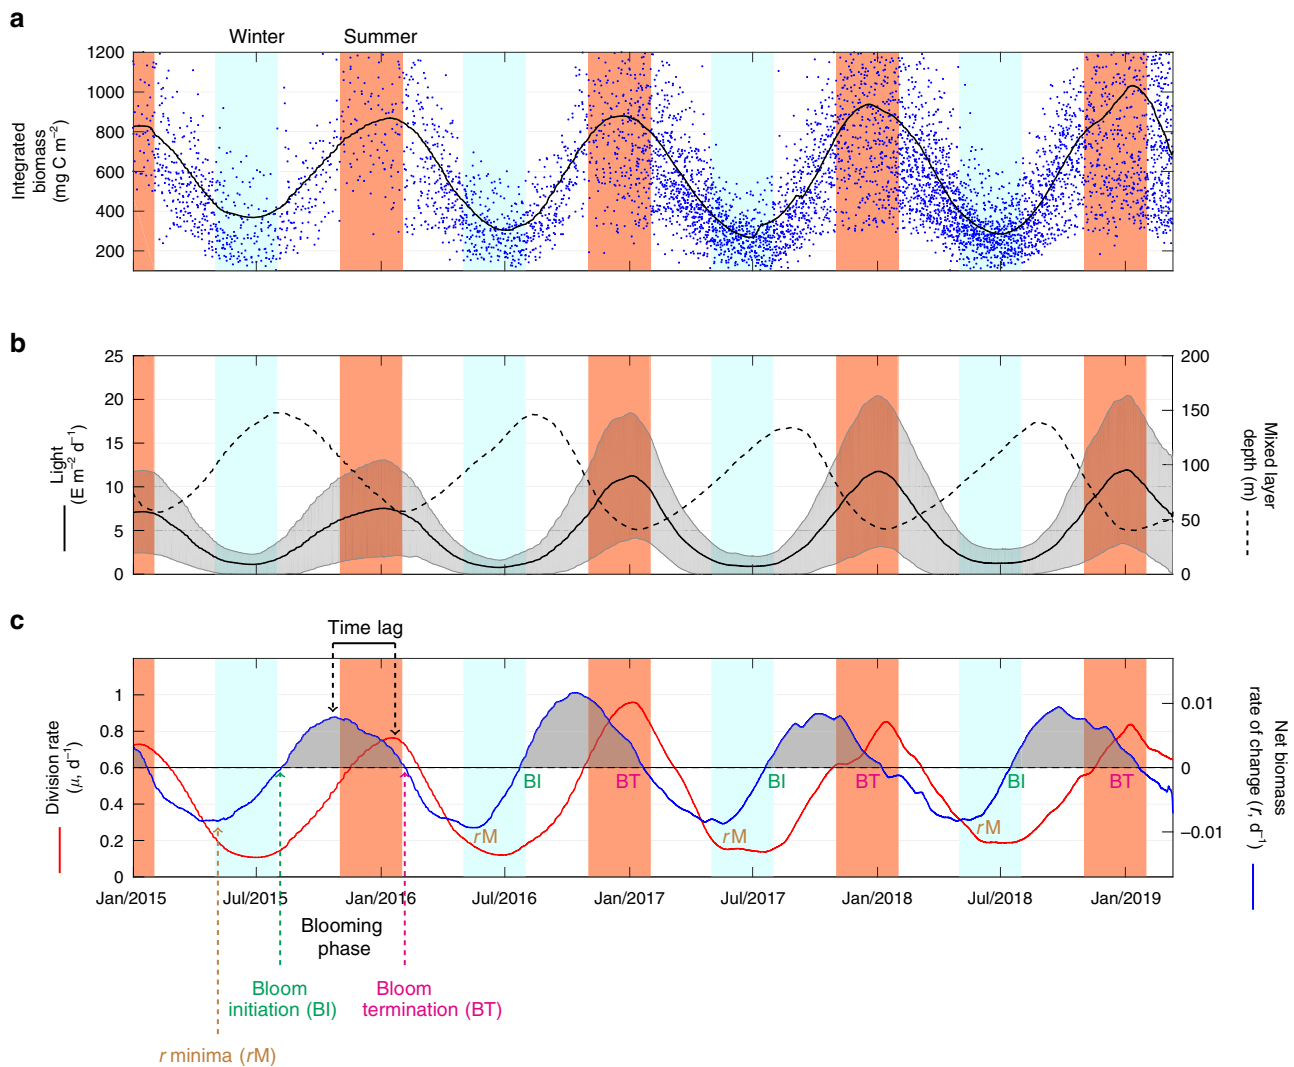 a
Winter
Summer
Integrated
biomass
(mg C m⁻²)
1200
1000
800
600
400
200
b
Light
(E m⁻² d⁻¹)
25
20
15
10
5
0
200
150
100
50
0
Mixed layer
depth (m)
c
Time lag
Division rate
(μ, d⁻¹)
1
0.8
0.6
0.4
0.2
0
0.01
0
−0.01
Net biomass
rate of change (r, d⁻¹)
BI
BT
BI
BT
BI
BT
rM
rM
rM
Jan/2015
Jul/2015
Jan/2016
Jul/2016
Jan/2017
Jul/2017
Jan/2018
Jul/2018
Jan/2019
Blooming
phase
Bloom
initiation (BI)
Bloom
termination (BT)
r minima (rM)